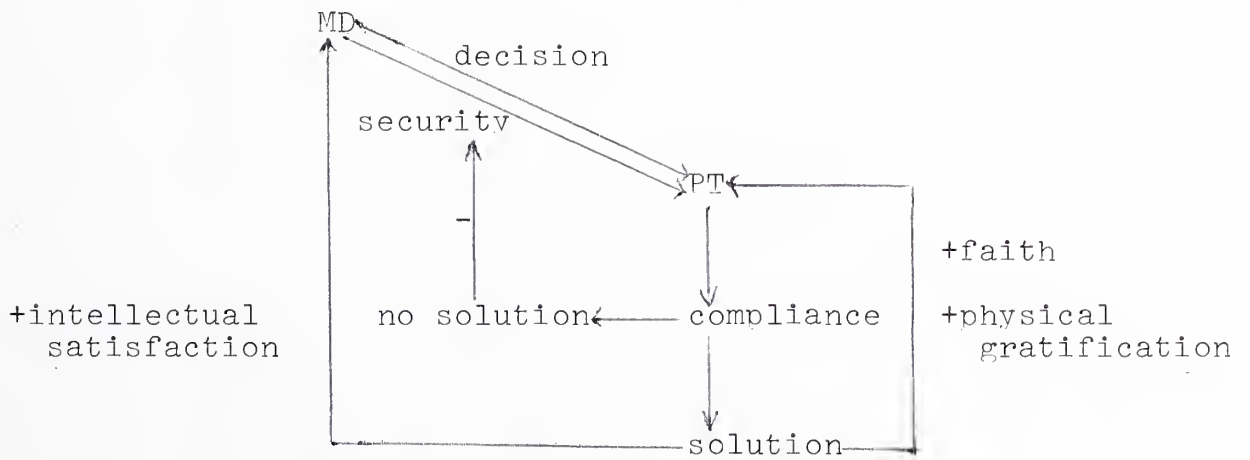 MD
decision
security
PT
-
+faith
+intellectual
satisfaction
no solution
compliance
+physical
gratification
solution